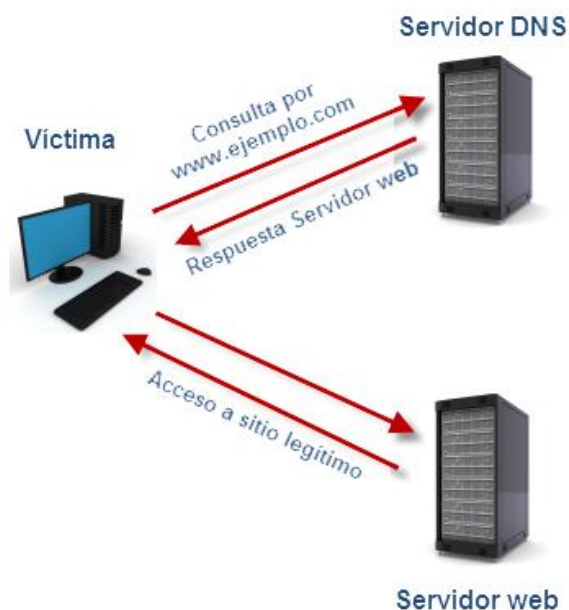 Servidor DNS
Víctima
Consulta por
www.ejemplo.com
Respuesta Servidor web
Acceso a sitio legítimo
Servidor web